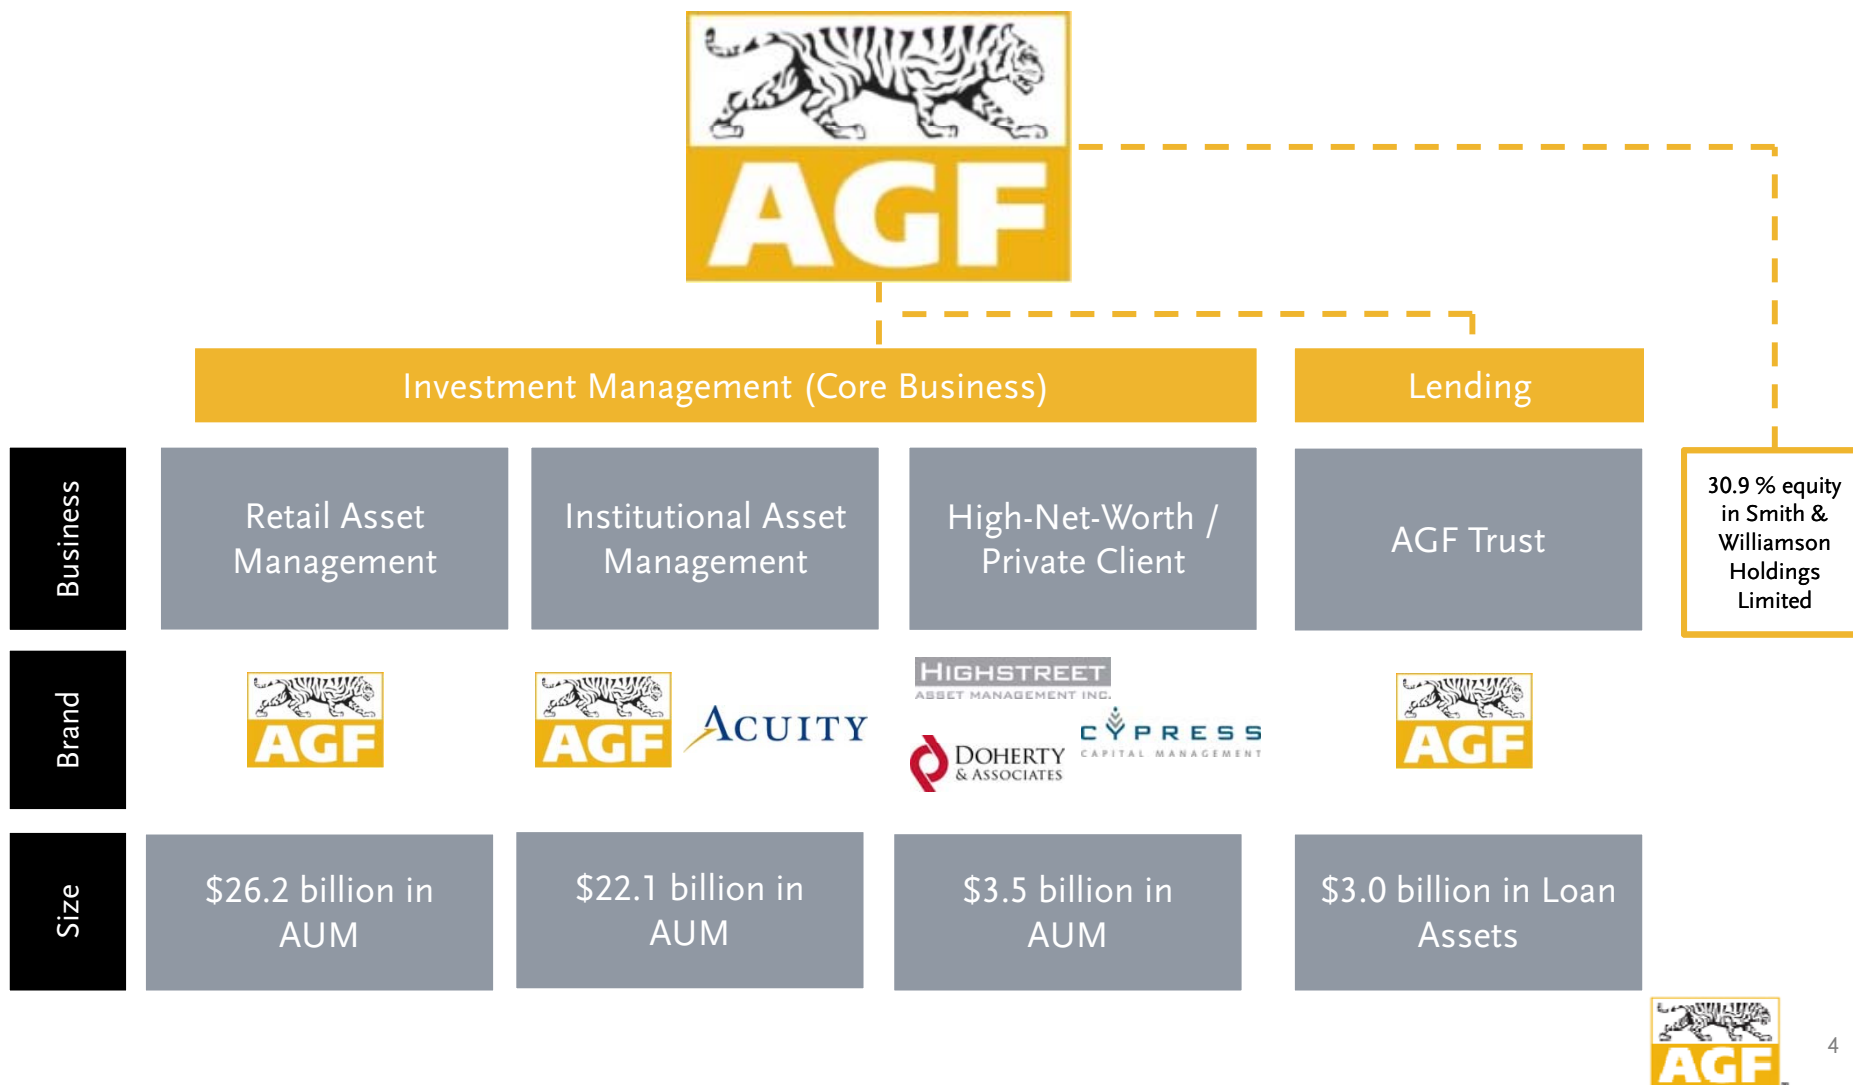 AGF
Investment Management (Core Business)
Lending
Business
Retail Asset
Management
Institutional Asset
Management
High-Net-Worth /
Private Client
AGF Trust
30.9 % equity
in Smith &
Williamson
Holdings
Limited
Brand
AGF
AGF
ACUITY
HIGHSTREET
ASSET MANAGEMENT INC.
DOHERTY
& ASSOCIATES
CYPRESS
CAPITAL MANAGEMENT
AGF
Size
$26.2 billion in
AUM
$22.1 billion in
AUM
$3.5 billion in
AUM
$3.0 billion in Loan
Assets
AGF
4